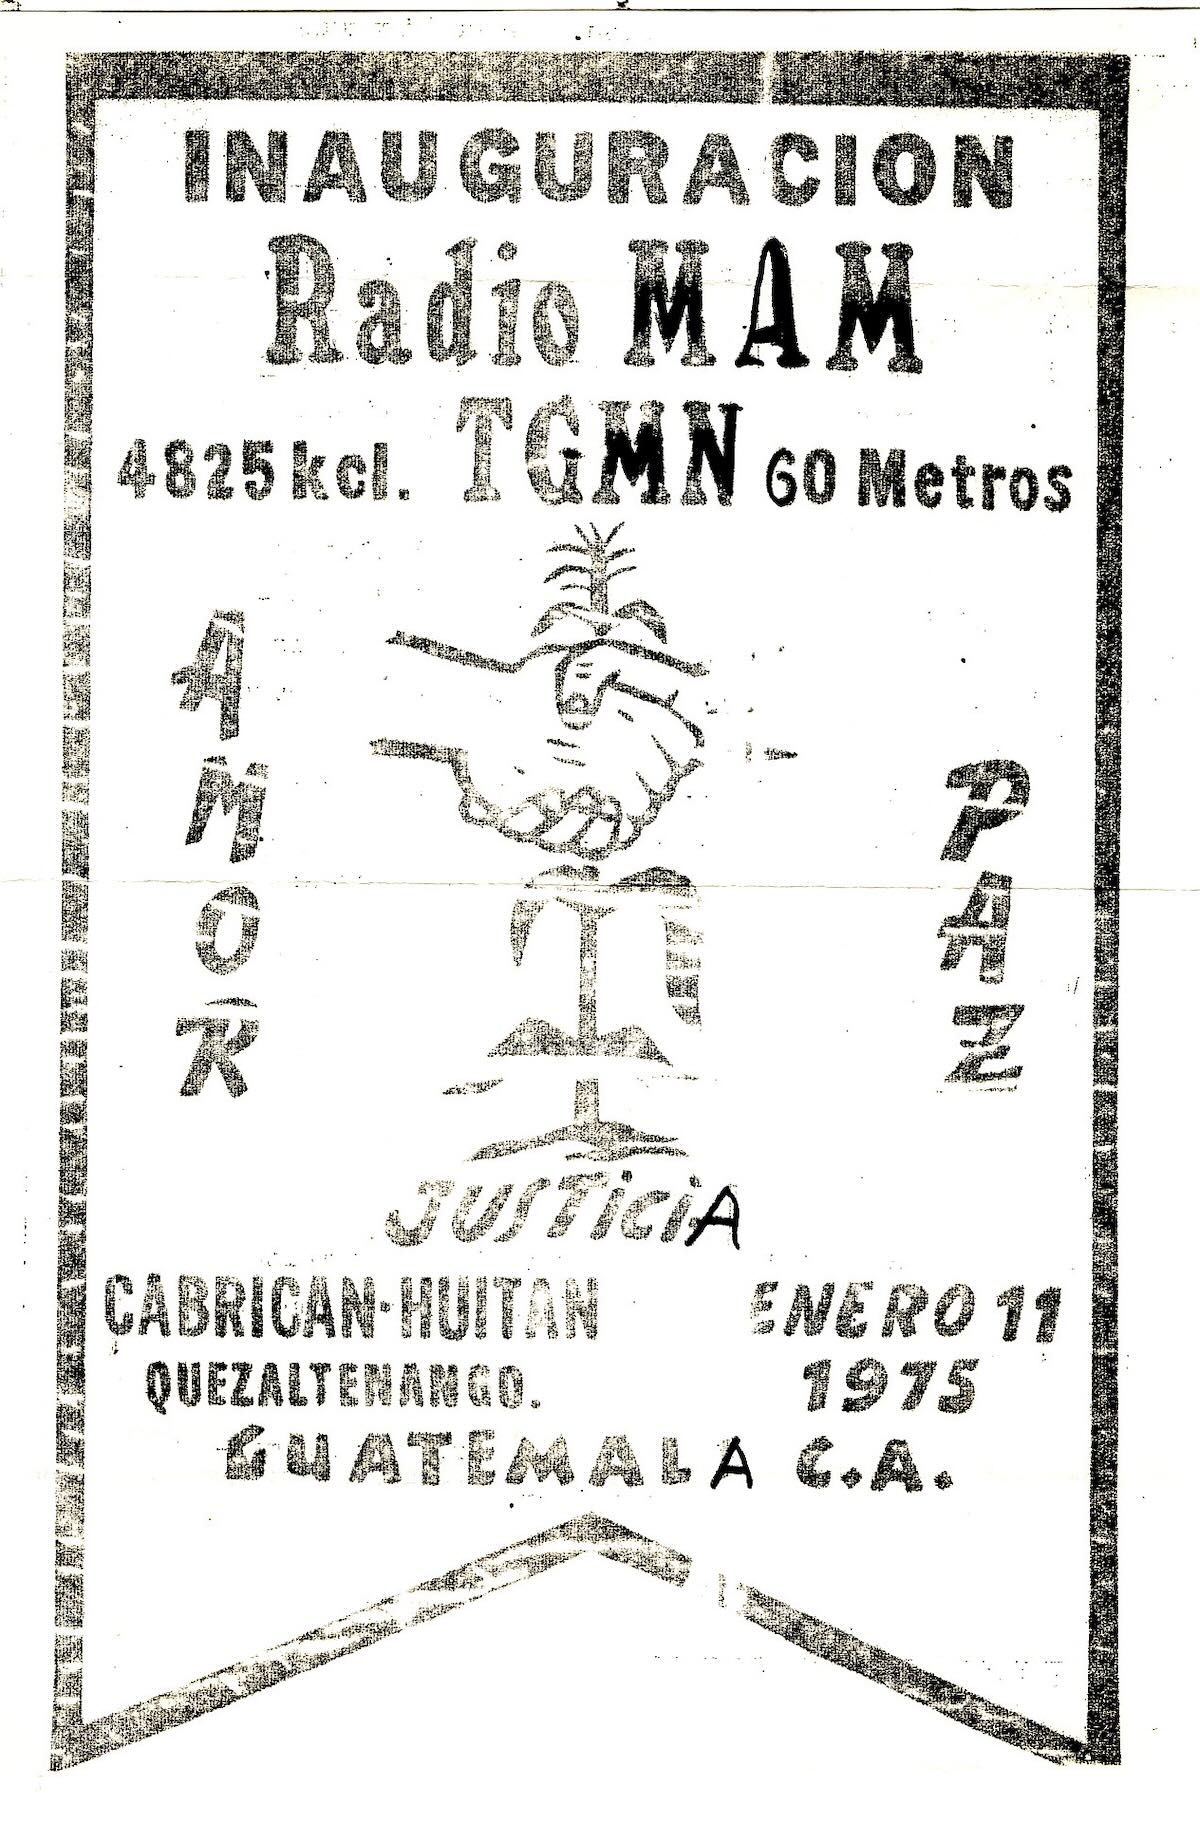 INAUGURACION
Radio MAM
4825 kcl. TGMN 60 Metros
AMOR
PAZ
JUSTiCiA
CABRICAN-HUITAN
QUEZALTENANGO.
ENERO 11
1975
GUATEMALA C.A.